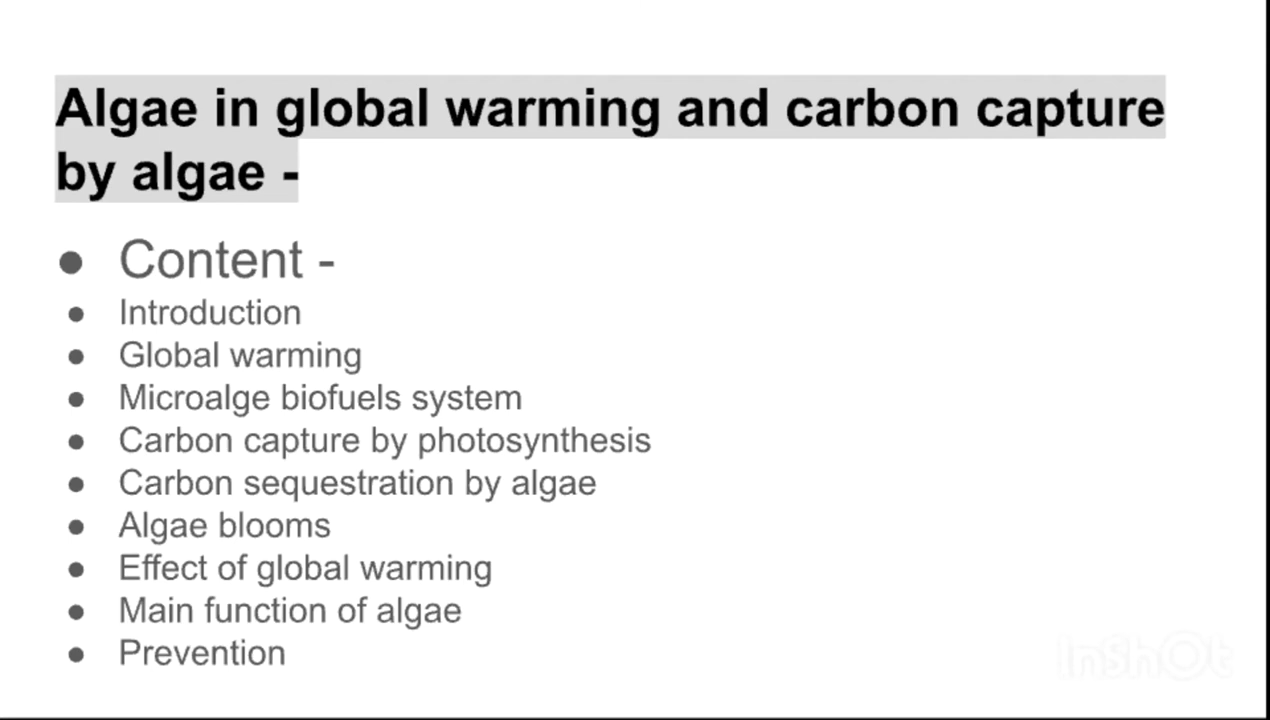 Algae in global warming and carbon capture
by algae -
● Content -
● Introduction
● Global warming
● Microalge biofuels system
● Carbon capture by photosynthesis
● Carbon sequestration by algae
● Algae blooms
● Effect of global warming
● Main function of algae
● Prevention
InShOt